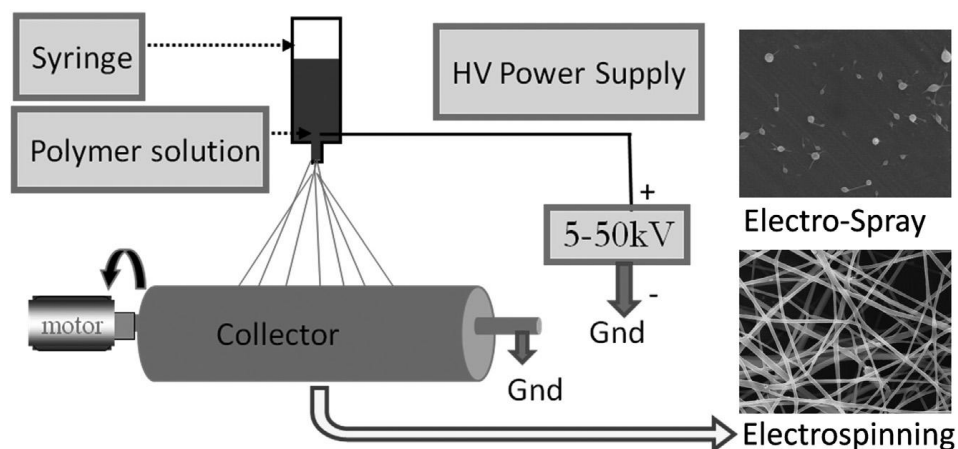 Syringe
HV Power Supply
Polymer solution
+
Electro-Spray
5-50kV
-
motor
Collector
Gnd
Gnd
Electrospinning